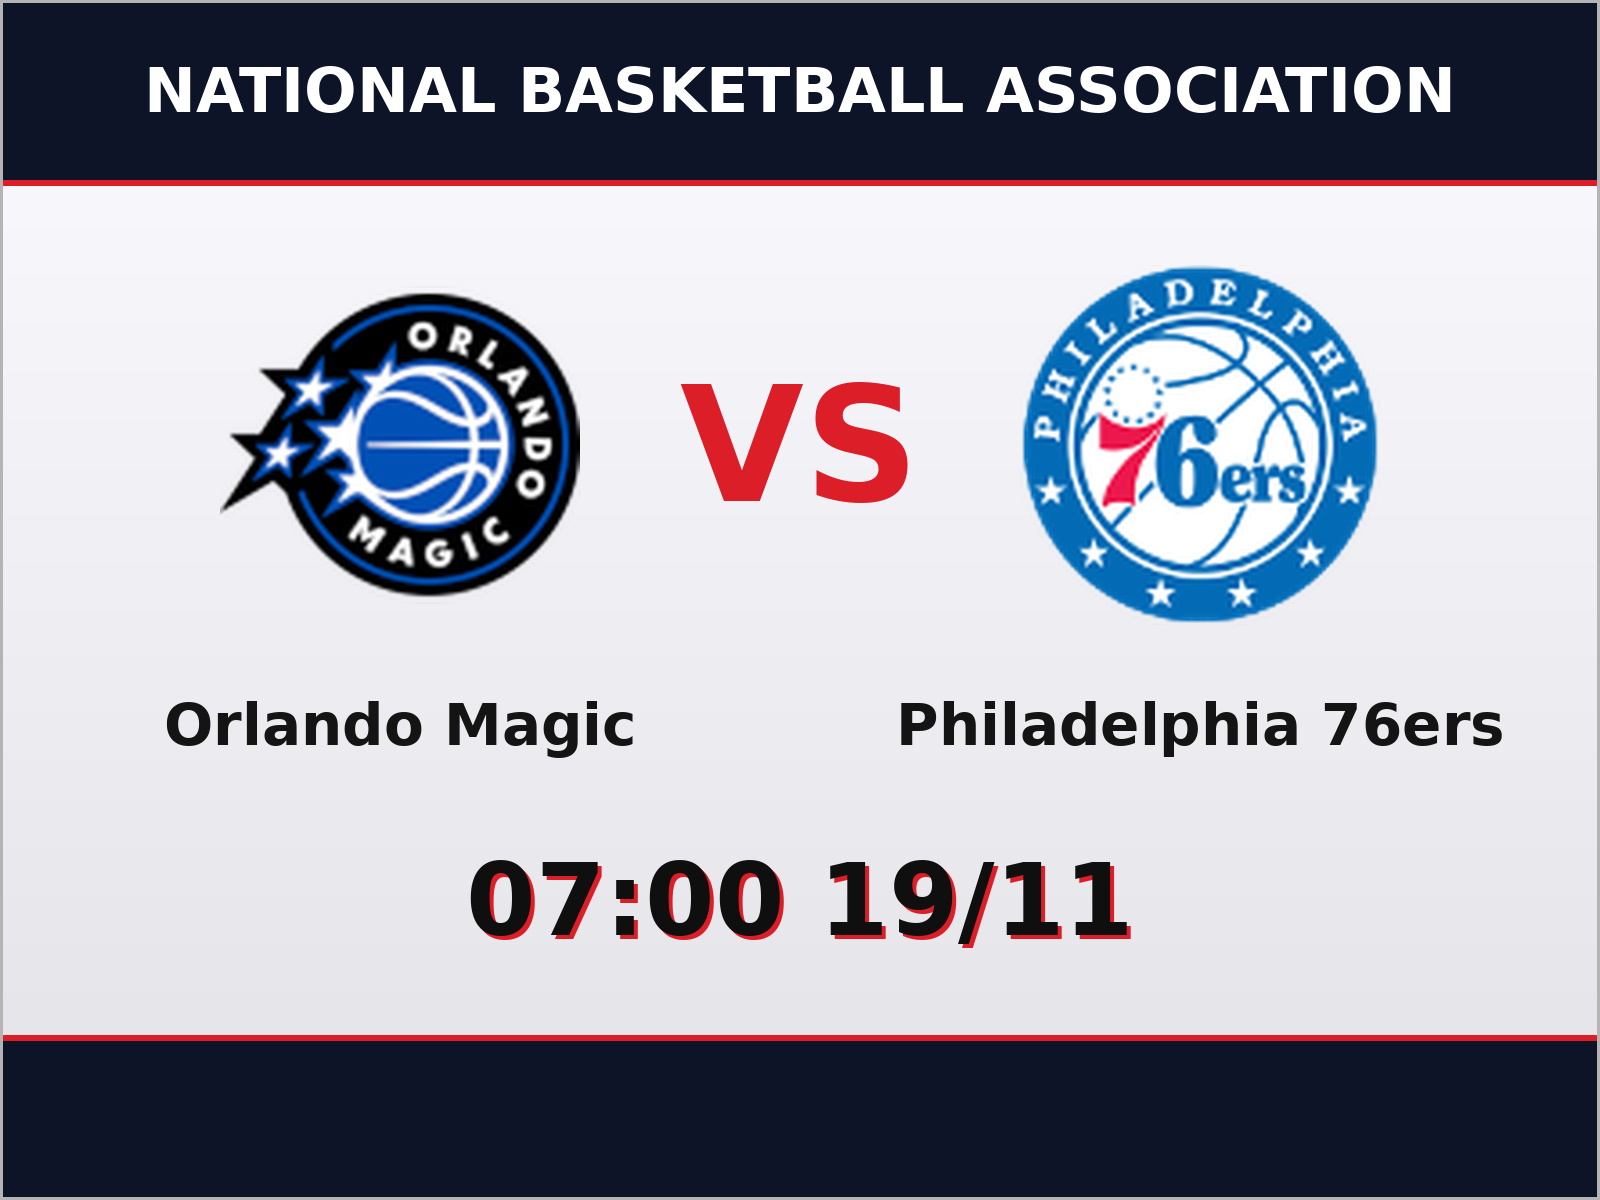 NATIONAL BASKETBALL ASSOCIATION
ORLANDO
MAGIC
VS
PHILADELPHIA
76ers
Orlando Magic
Philadelphia 76ers
07:00 19/11